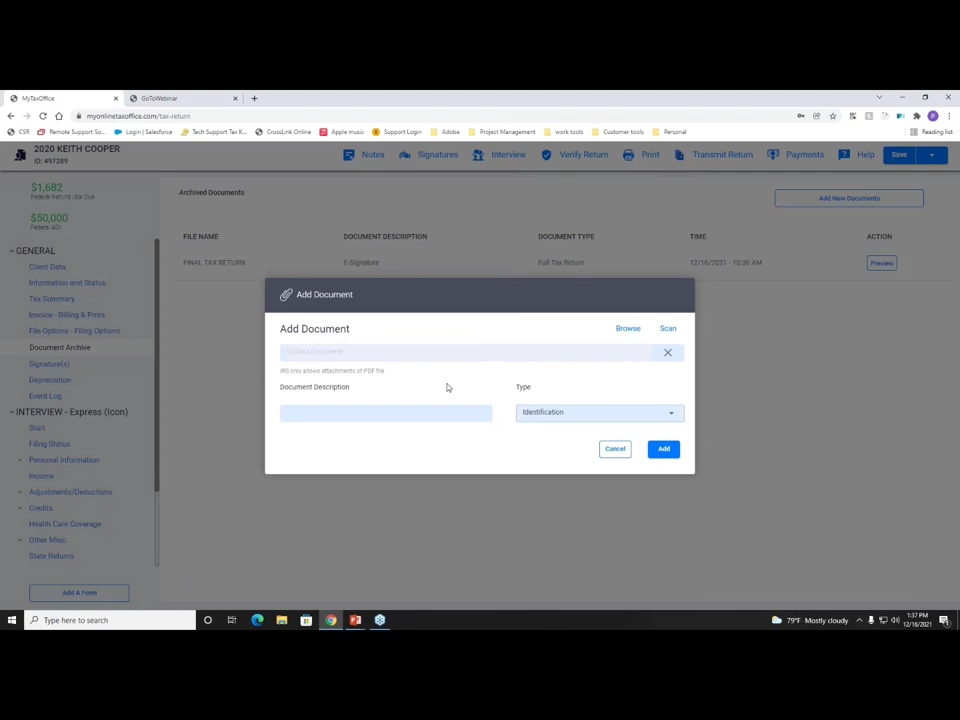 MyTaxOffice
GoToWebinar
myonlinetaxoffice.com/tax-return
CSR
Remote Support So...
Login | Salesforce
Tech Support Tax K...
CrossLink Online
Apple music
Support Login
Adobe
Project Management
work tools
Customer tools
Personal
Reading list
2020 KEITH COOPER
ID: 497289
Notes
Signatures
Interview
Verify Return
Print
Transmit Return
Payments
Help
Save
$1,682
Federal Refund / Bal Due
$50,000
Federal AGI
GENERAL
Client Data
Information and Status
Tax Summary
Invoice - Billing & Pmts
File Options - Filing Options
Document Archive
Signature(s)
Depreciation
Event Log
INTERVIEW - Express (Icon)
Start
Filing Status
Personal Information
Income
Adjustments/Deductions
Credits
Health Care Coverage
Other Misc.
State Returns
Add A Form
Archived Documents
Add New Documents
FILE NAME DOCUMENT DESCRIPTION DOCUMENT TYPE TIME ACTION
FINAL TAX RETURN E-Signature Full Tax Return 12/16/2021 - 10:36 AM Preview
Add Document
Add Document
Browse Scan
Upload Document
IRS only allows attachments of PDF file
Document Description Type
Identification
Cancel Add
Type here to search
79°F Mostly cloudy
1:37 PM
12/16/2021